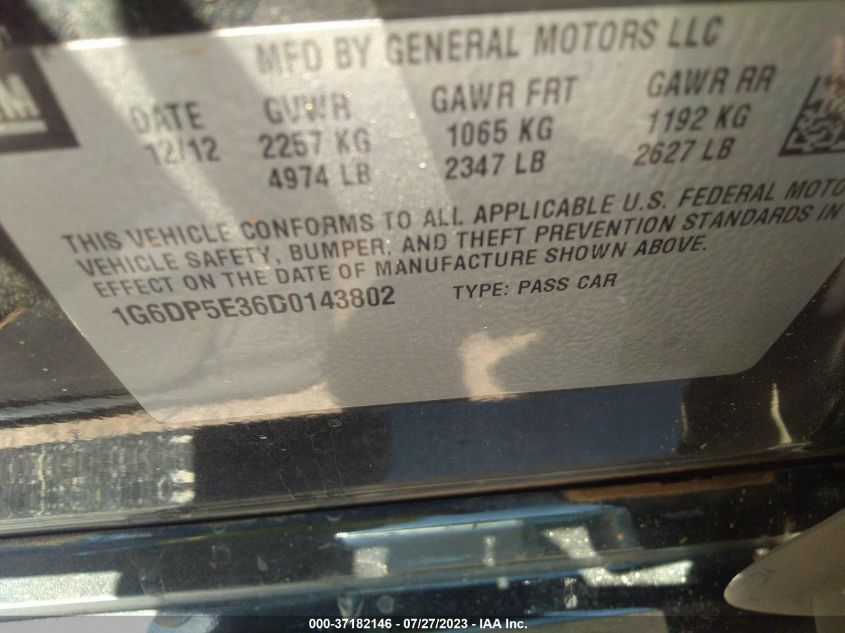 MFD BY GENERAL MOTORS LLC
DATE GVWR GAWR FRT GAWR RR
12/12 2257 KG 1065 KG 1192 KG
4974 LB 2347 LB 2627 LB
THIS VEHICLE CONFORMS TO ALL APPLICABLE U.S. FEDERAL MOTO
VEHICLE SAFETY, BUMPER, AND THEFT PREVENTION STANDARDS IN
EFFECT ON THE DATE OF MANUFACTURE SHOWN ABOVE.
1G6DP5E36D0143802 TYPE: PASS CAR
000-37182146 / 07/27/2023 - IAA Inc.